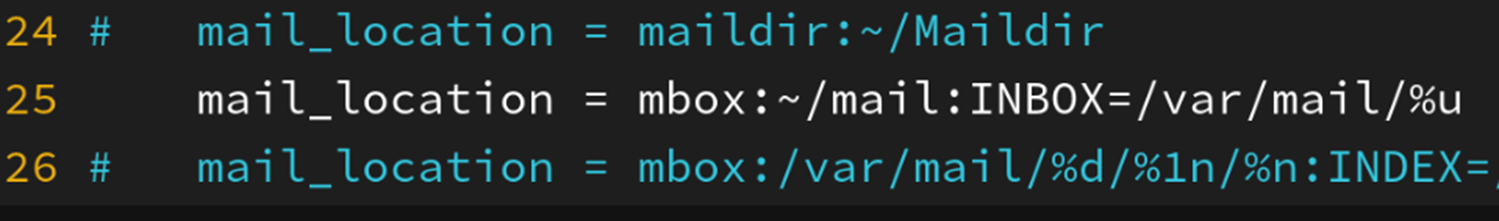 24 #   mail_location = maildir:~/Maildir
25     mail_location = mbox:~/mail:INBOX=/var/mail/%u
26 #   mail_location = mbox:/var/mail/%d/%1n/%n:INDEX=